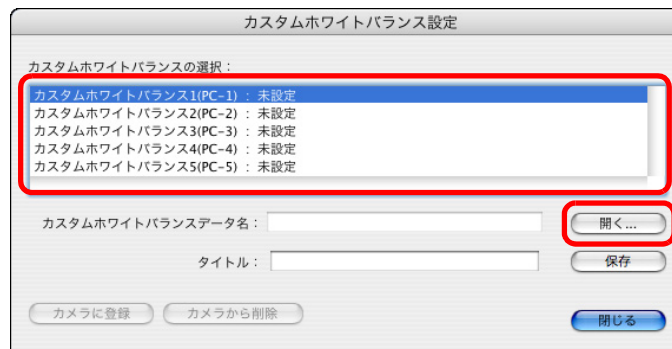 カスタムホワイトバランス設定
カスタムホワイトバランスの選択：
カスタムホワイトバランス1(PC-1) ： 未設定
カスタムホワイトバランス2(PC-2) ： 未設定
カスタムホワイトバランス3(PC-3) ： 未設定
カスタムホワイトバランス4(PC-4) ： 未設定
カスタムホワイトバランス5(PC-5) ： 未設定
カスタムホワイトバランスデータ名： 開く...
タイトル： 保存
カメラに登録 カメラから削除 閉じる